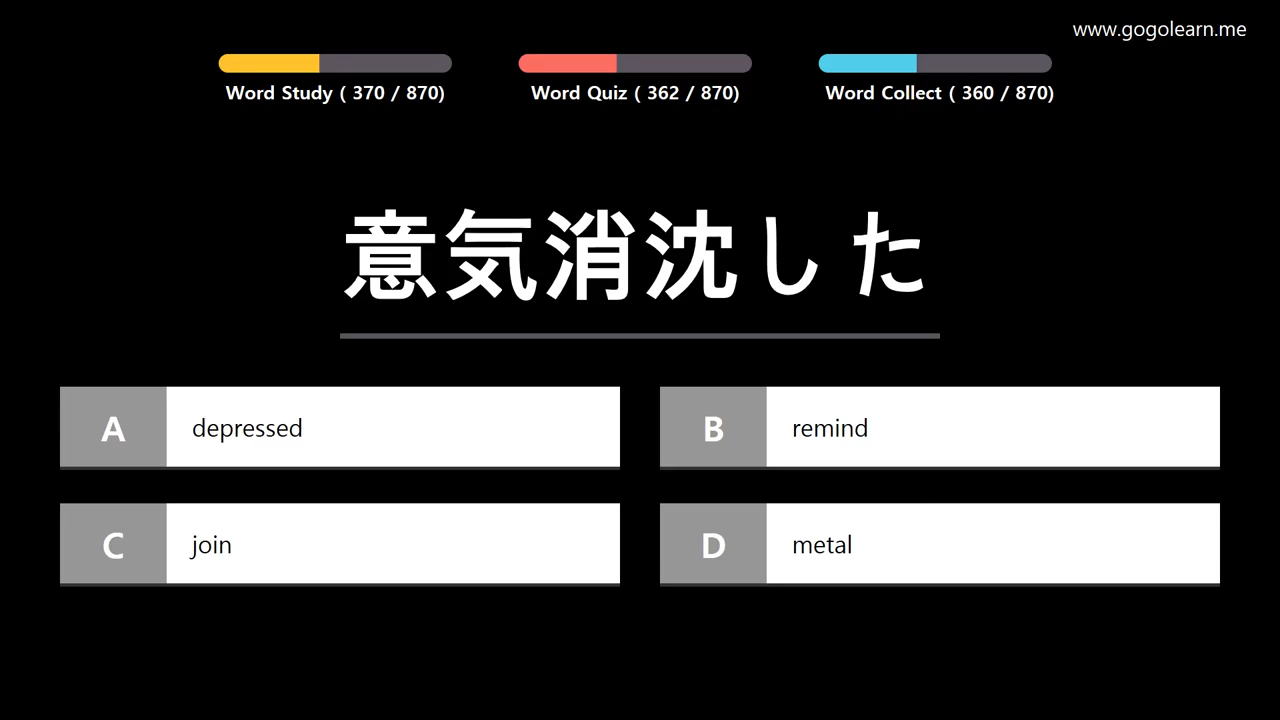 www.gogolearn.me
Word Study ( 370 / 870)
Word Quiz ( 362 / 870)
Word Collect ( 360 / 870)
意気消沈した
A depressed
B remind
C join
D metal